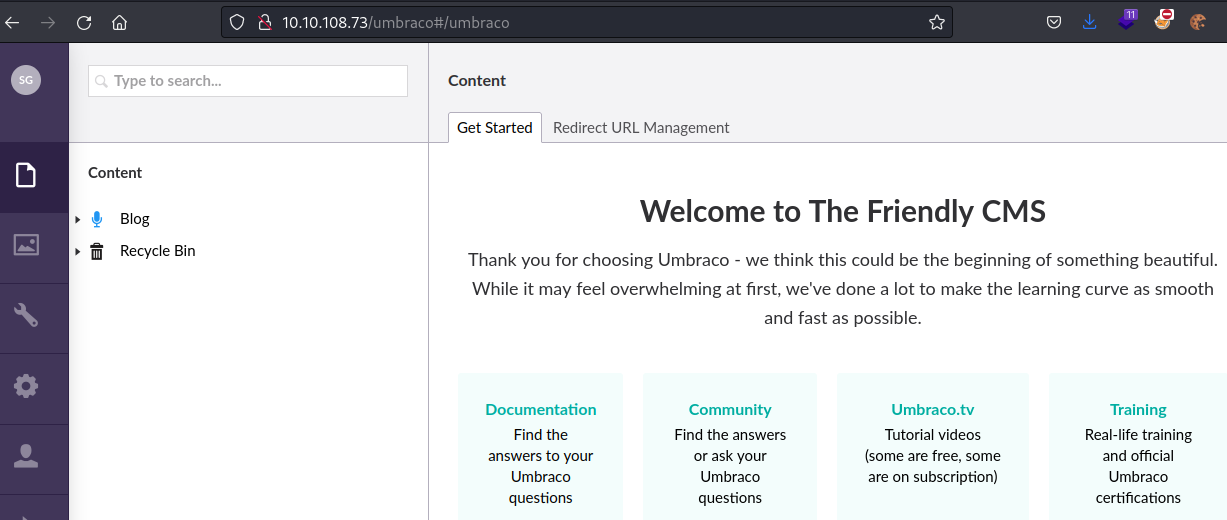 10.10.108.73/umbraco#/umbraco
11
SG
Type to search...
Content
Get Started
Redirect URL Management
Content
Blog
Recycle Bin
Welcome to The Friendly CMS
Thank you for choosing Umbraco - we think this could be the beginning of something beautiful.
While it may feel overwhelming at first, we've done a lot to make the learning curve as smooth
and fast as possible.
Documentation
Find the
answers to your
Umbraco
questions
Community
Find the answers
or ask your
Umbraco
questions
Umbraco.tv
Tutorial videos
(some are free, some
are on subscription)
Training
Real-life training
and official
Umbraco
certifications